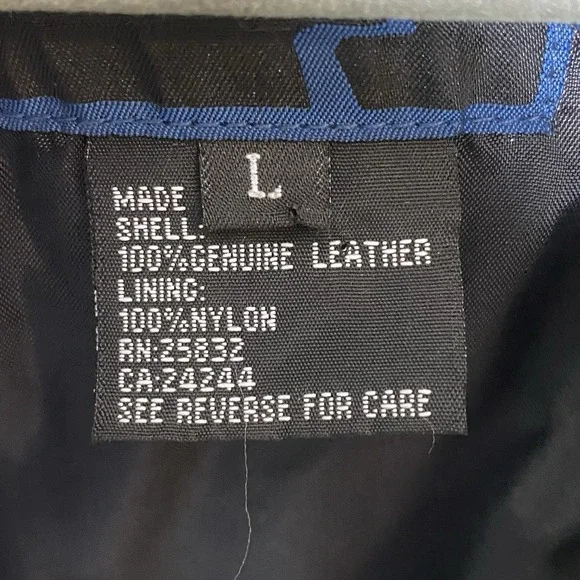 L
MADE
SHELL:
100%GENUINE LEATHER
LINING:
100%NYLON
RN:25832
CA:24244
SEE REVERSE FOR CARE